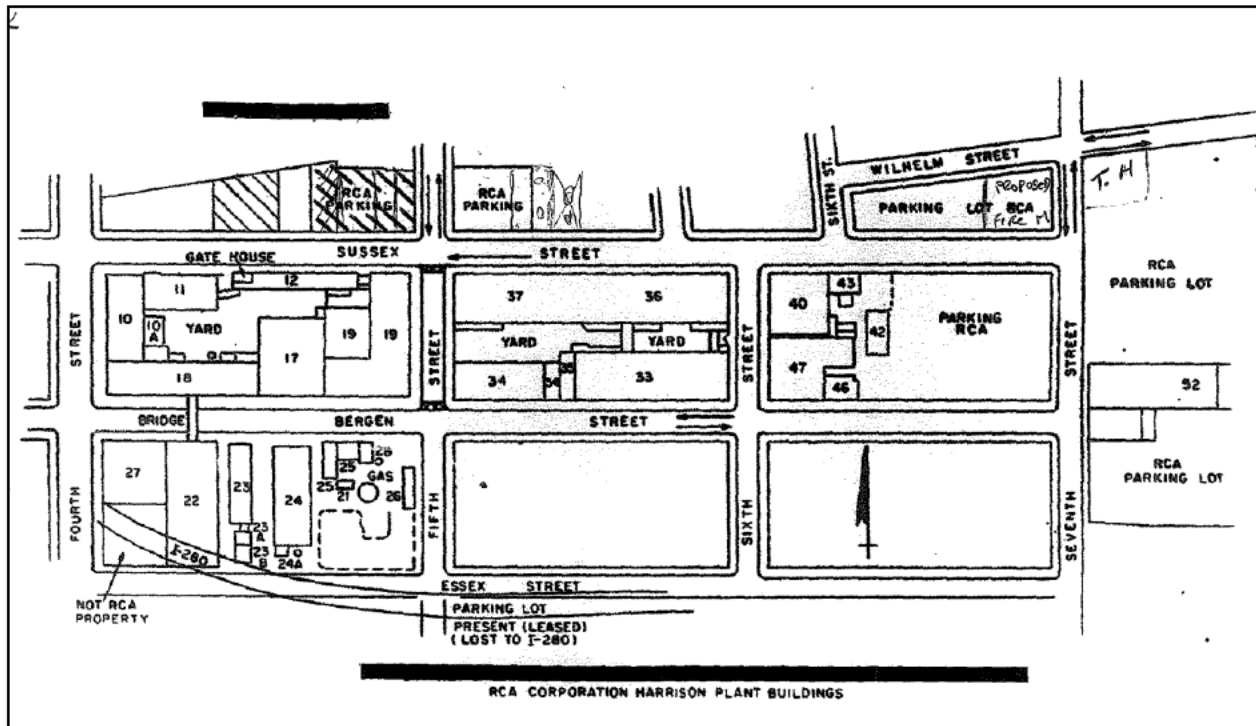 WILHELM STREET
SIXTH ST.
T. H
RCA
PARKING
RCA
PARKING
PARKING LOT RCA
PROPOSED
FIRE M
SUSSEX STREET
GATE HOUSE
12
11
10
10
A
YARD
19
19
17
18
37
36
YARD
YARD
34
35
33
43
40
42
47
46
PARKING
RCA
RCA
PARKING LOT
52
RCA
PARKING LOT
STREET
STREET
STREET
STREET
BRIDGE
BERGEN STREET
27
22
23
23
A
23
B
24
24A
25
25
28
21
GAS
26
FOURTH
FIFTH
SIXTH
SEVENTH
I-280
ESSEX STREET
NOT RCA
PROPERTY
PARKING LOT
PRESENT (LEASED)
(LOST TO I-280)
RCA CORPORATION HARRISON PLANT BUILDINGS